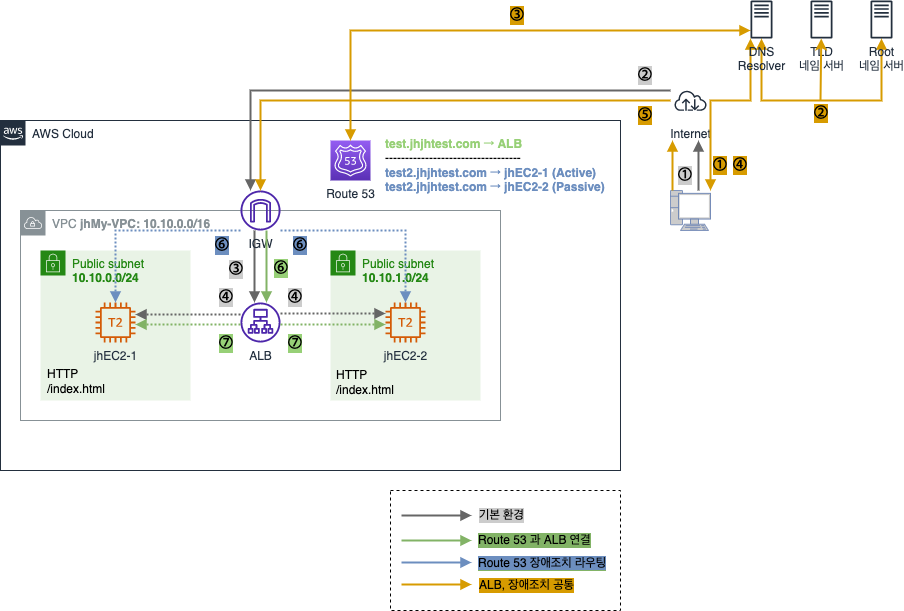 ③
DNS
Resolver
TLD
네임 서버
Root
네임 서버
②
Internet
⑤
②
①
①
④
aws
AWS Cloud
53
Route 53
test.jhjhtest.com → ALB
---------------------------------
test2.jhjhtest.com → jhEC2-1 (Active)
test2.jhjhtest.com → jhEC2-2 (Passive)
VPC jhMy-VPC: 10.10.0.0/16
IGW
⑥
⑥
③
⑥
Public subnet
10.10.0.0/24
Public subnet
10.10.1.0/24
④
④
T2
T2
⑦
⑦
jhEC2-1
ALB
jhEC2-2
HTTP
/index.html
HTTP
/index.html
기본 환경
Route 53 과 ALB 연결
Route 53 장애조치 라우팅
ALB, 장애조치 공통